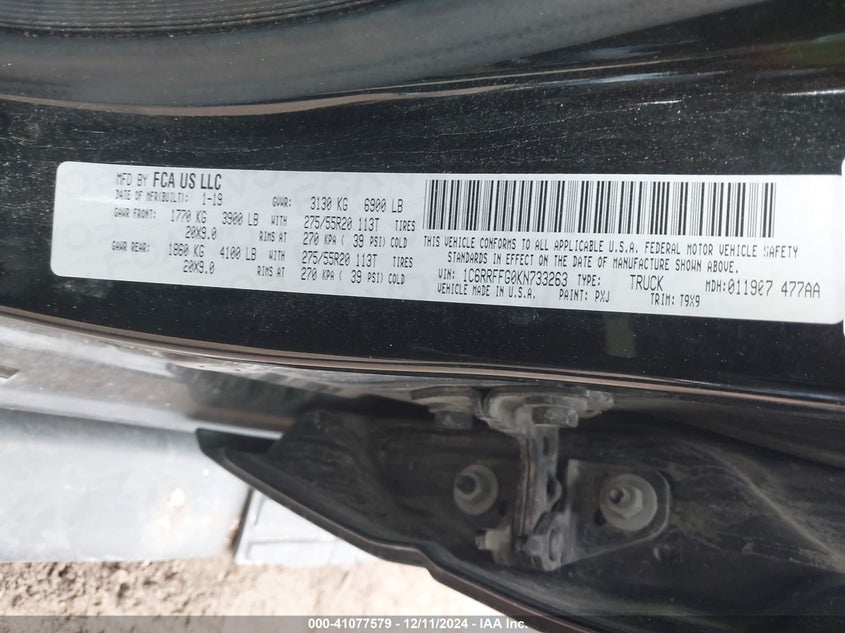 MFD BY FCA US LLC
DATE OF MFR(BUILT): 1-19 GVWR: 3130 KG 6900 LB
GAWR FRONT: 1770 KG 3900 LB WITH 275/55R20 113T TIRES
20X9.0 RIMS AT 270 KPA ( 39 PSI) COLD
GAWR REAR: 1860 KG 4100 LB WITH 275/55R20 113T TIRES
20X9.0 RIMS AT 270 KPA ( 39 PSI) COLD
THIS VEHICLE CONFORMS TO ALL APPLICABLE U.S.A. FEDERAL MOTOR VEHICLE SAFETY
STANDARDS IN EFFECT ON THE DATE OF MANUFACTURE SHOWN ABOVE.
VIN: 1C6RRFFG0KN733263 TYPE: TRUCK MDH:011907 477AA
VEHICLE MADE IN U.S.A. PAINT: PXJ TRIM: T9X9
000-41077579 - 12/11/2024 - IAA Inc.